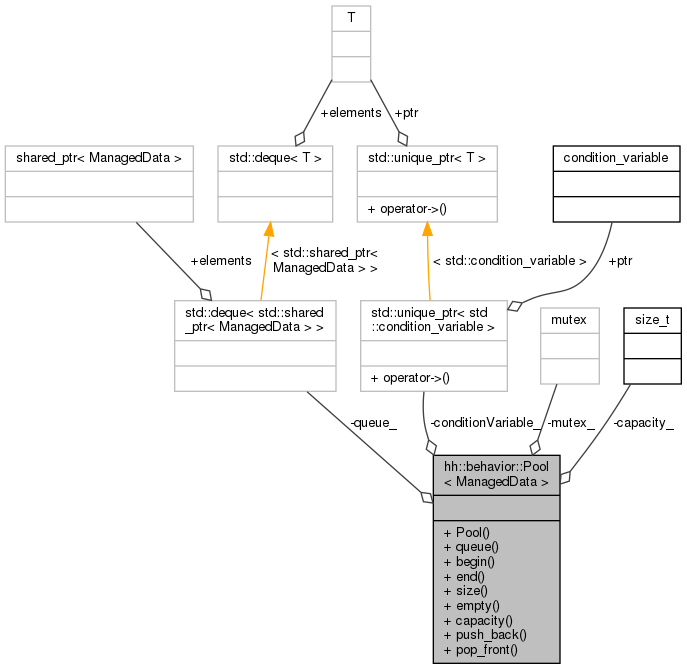 T
+elements
+ptr
shared_ptr< ManagedData >
std::deque< T >
std::unique_ptr< T >
+ operator->()
condition_variable
+elements
< std::shared_ptr<
ManagedData > >
< std::condition_variable >
+ptr
std::deque< std::shared
_ptr< ManagedData > >
std::unique_ptr< std
::condition_variable >
+ operator->()
mutex
size_t
-queue_
-conditionVariable_
-mutex_
-capacity_
hh::behavior::Pool
< ManagedData >
+ Pool()
+ queue()
+ begin()
+ end()
+ size()
+ empty()
+ capacity()
+ push_back()
+ pop_front()